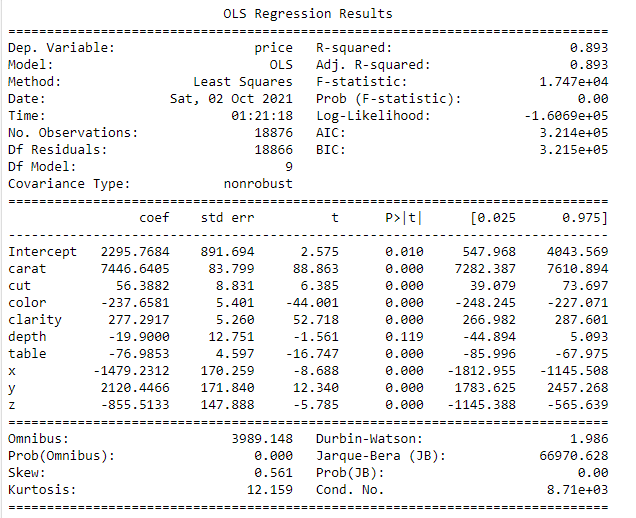 OLS Regression Results
==============================================================================
Dep. Variable:                  price   R-squared:                       0.893
Model:                            OLS   Adj. R-squared:                  0.893
Method:                 Least Squares   F-statistic:                 1.747e+04
Date:                Sat, 02 Oct 2021   Prob (F-statistic):               0.00
Time:                        01:21:18   Log-Likelihood:            -1.6069e+05
No. Observations:               18876   AIC:                         3.214e+05
Df Residuals:                   18866   BIC:                         3.215e+05
Df Model:                           9
Covariance Type:            nonrobust
==============================================================================
                 coef    std err          t      P>|t|      [0.025      0.975]
------------------------------------------------------------------------------
Intercept   2295.7684    891.694      2.575      0.010     547.968    4043.569
carat       7446.6405     83.799     88.863      0.000    7282.387    7610.894
cut           56.3882      8.831      6.385      0.000      39.079      73.697
color       -237.6581      5.401    -44.001      0.000    -248.245    -227.071
clarity      277.2917      5.260     52.718      0.000     266.982     287.601
depth        -19.9000     12.751     -1.561      0.119     -44.894       5.093
table        -76.9853      4.597    -16.747      0.000     -85.996     -67.975
x          -1479.2312    170.259     -8.688      0.000   -1812.955   -1145.508
y           2120.4466    171.840     12.340      0.000    1783.625    2457.268
z           -855.5133    147.888     -5.785      0.000   -1145.388    -565.639
==============================================================================
Omnibus:                     3989.148   Durbin-Watson:                   1.986
Prob(Omnibus):                  0.000   Jarque-Bera (JB):            66970.628
Skew:                           0.561   Prob(JB):                         0.00
Kurtosis:                      12.159   Cond. No.                     8.71e+03
==============================================================================